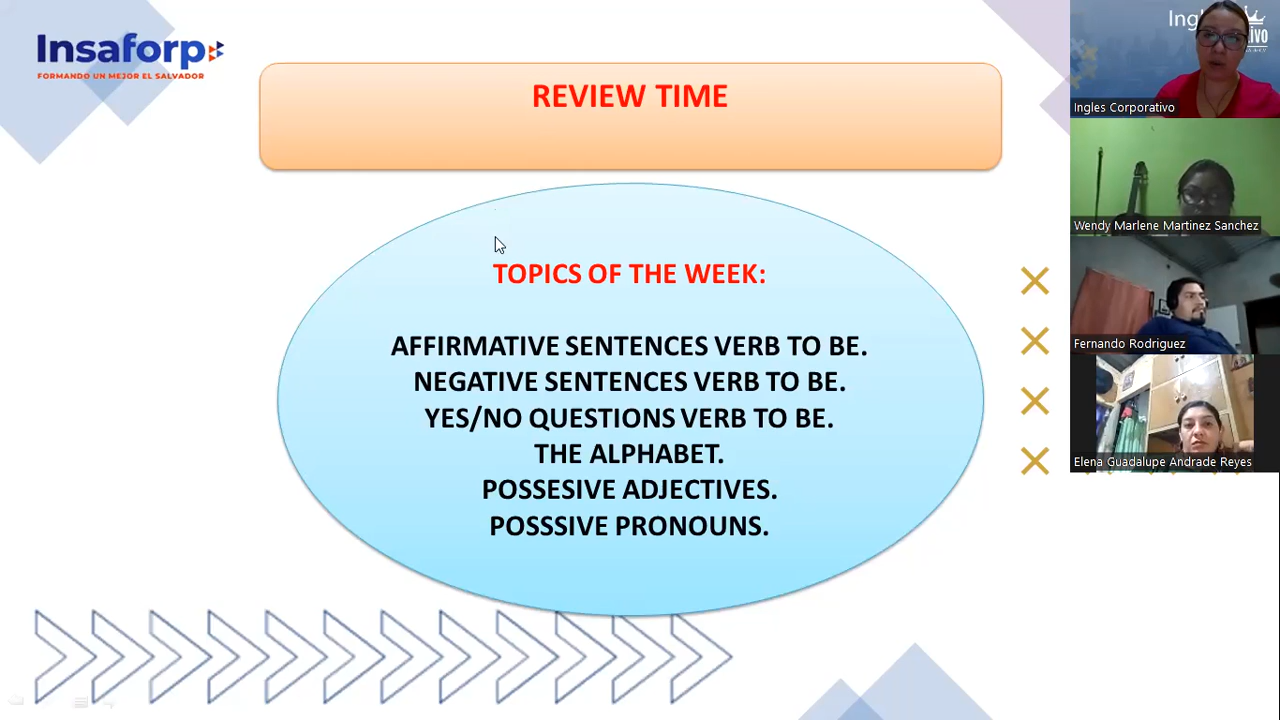 Insaforp
FORMANDO UN MEJOR EL SALVADOR
REVIEW TIME
TOPICS OF THE WEEK:
AFFIRMATIVE SENTENCES VERB TO BE.
NEGATIVE SENTENCES VERB TO BE.
YES/NO QUESTIONS VERB TO BE.
THE ALPHABET.
POSSESIVE ADJECTIVES.
POSSSIVE PRONOUNS.
Ingles Corporativo
Wendy Marlene Martinez Sanchez
Fernando Rodriguez
Elena Guadalupe Andrade Reyes